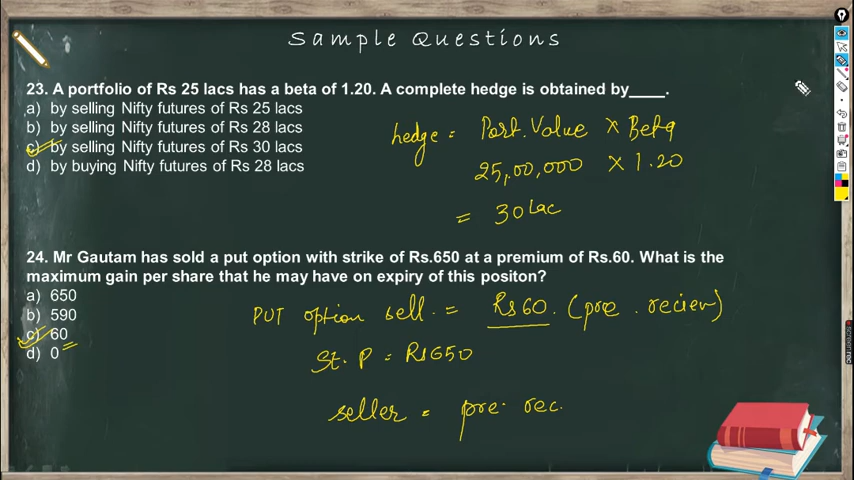 Sample Questions
23. A portfolio of Rs 25 lacs has a beta of 1.20. A complete hedge is obtained by____.
a) by selling Nifty futures of Rs 25 lacs
b) by selling Nifty futures of Rs 28 lacs
c) by selling Nifty futures of Rs 30 lacs
d) by buying Nifty futures of Rs 28 lacs
hedge = Port. Value × Beta
25,00,000 × 1.20
= 30 Lac
24. Mr Gautam has sold a put option with strike of Rs.650 at a premium of Rs.60. What is the
maximum gain per share that he may have on expiry of this positon?
a) 650
b) 590
c) 60
d) 0
PUT option sell. = Rs 60. (pre. reciev)
St. P = Rs 650
seller = pre. rec.